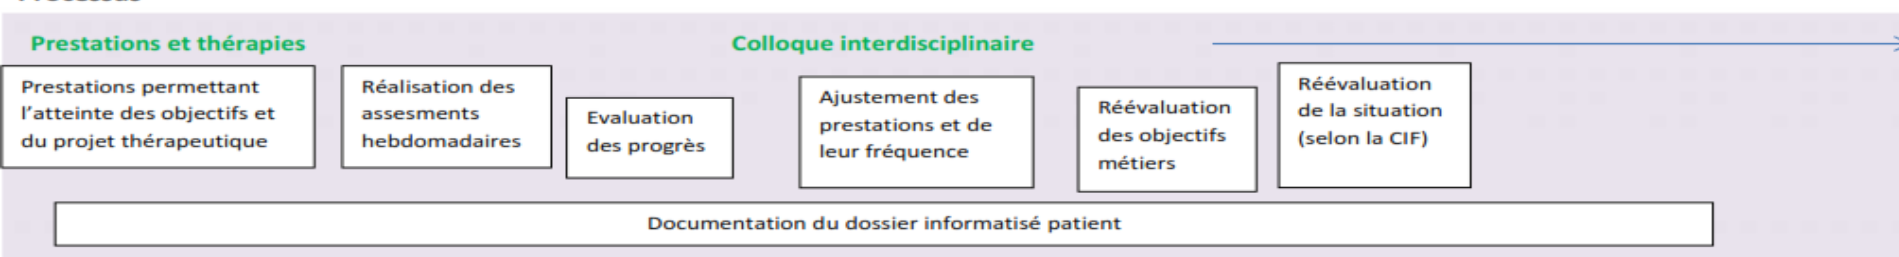 Prestations et thérapies
Colloque interdisciplinaire
Prestations permettant
l'atteinte des objectifs et
du projet thérapeutique
Réalisation des
assesments
hebdomadaires
Evaluation
des progrès
Ajustement des
prestations et de
leur fréquence
Réévaluation
des objectifs
métiers
Réévaluation
de la situation
(selon la CIF)
Documentation du dossier informatisé patient